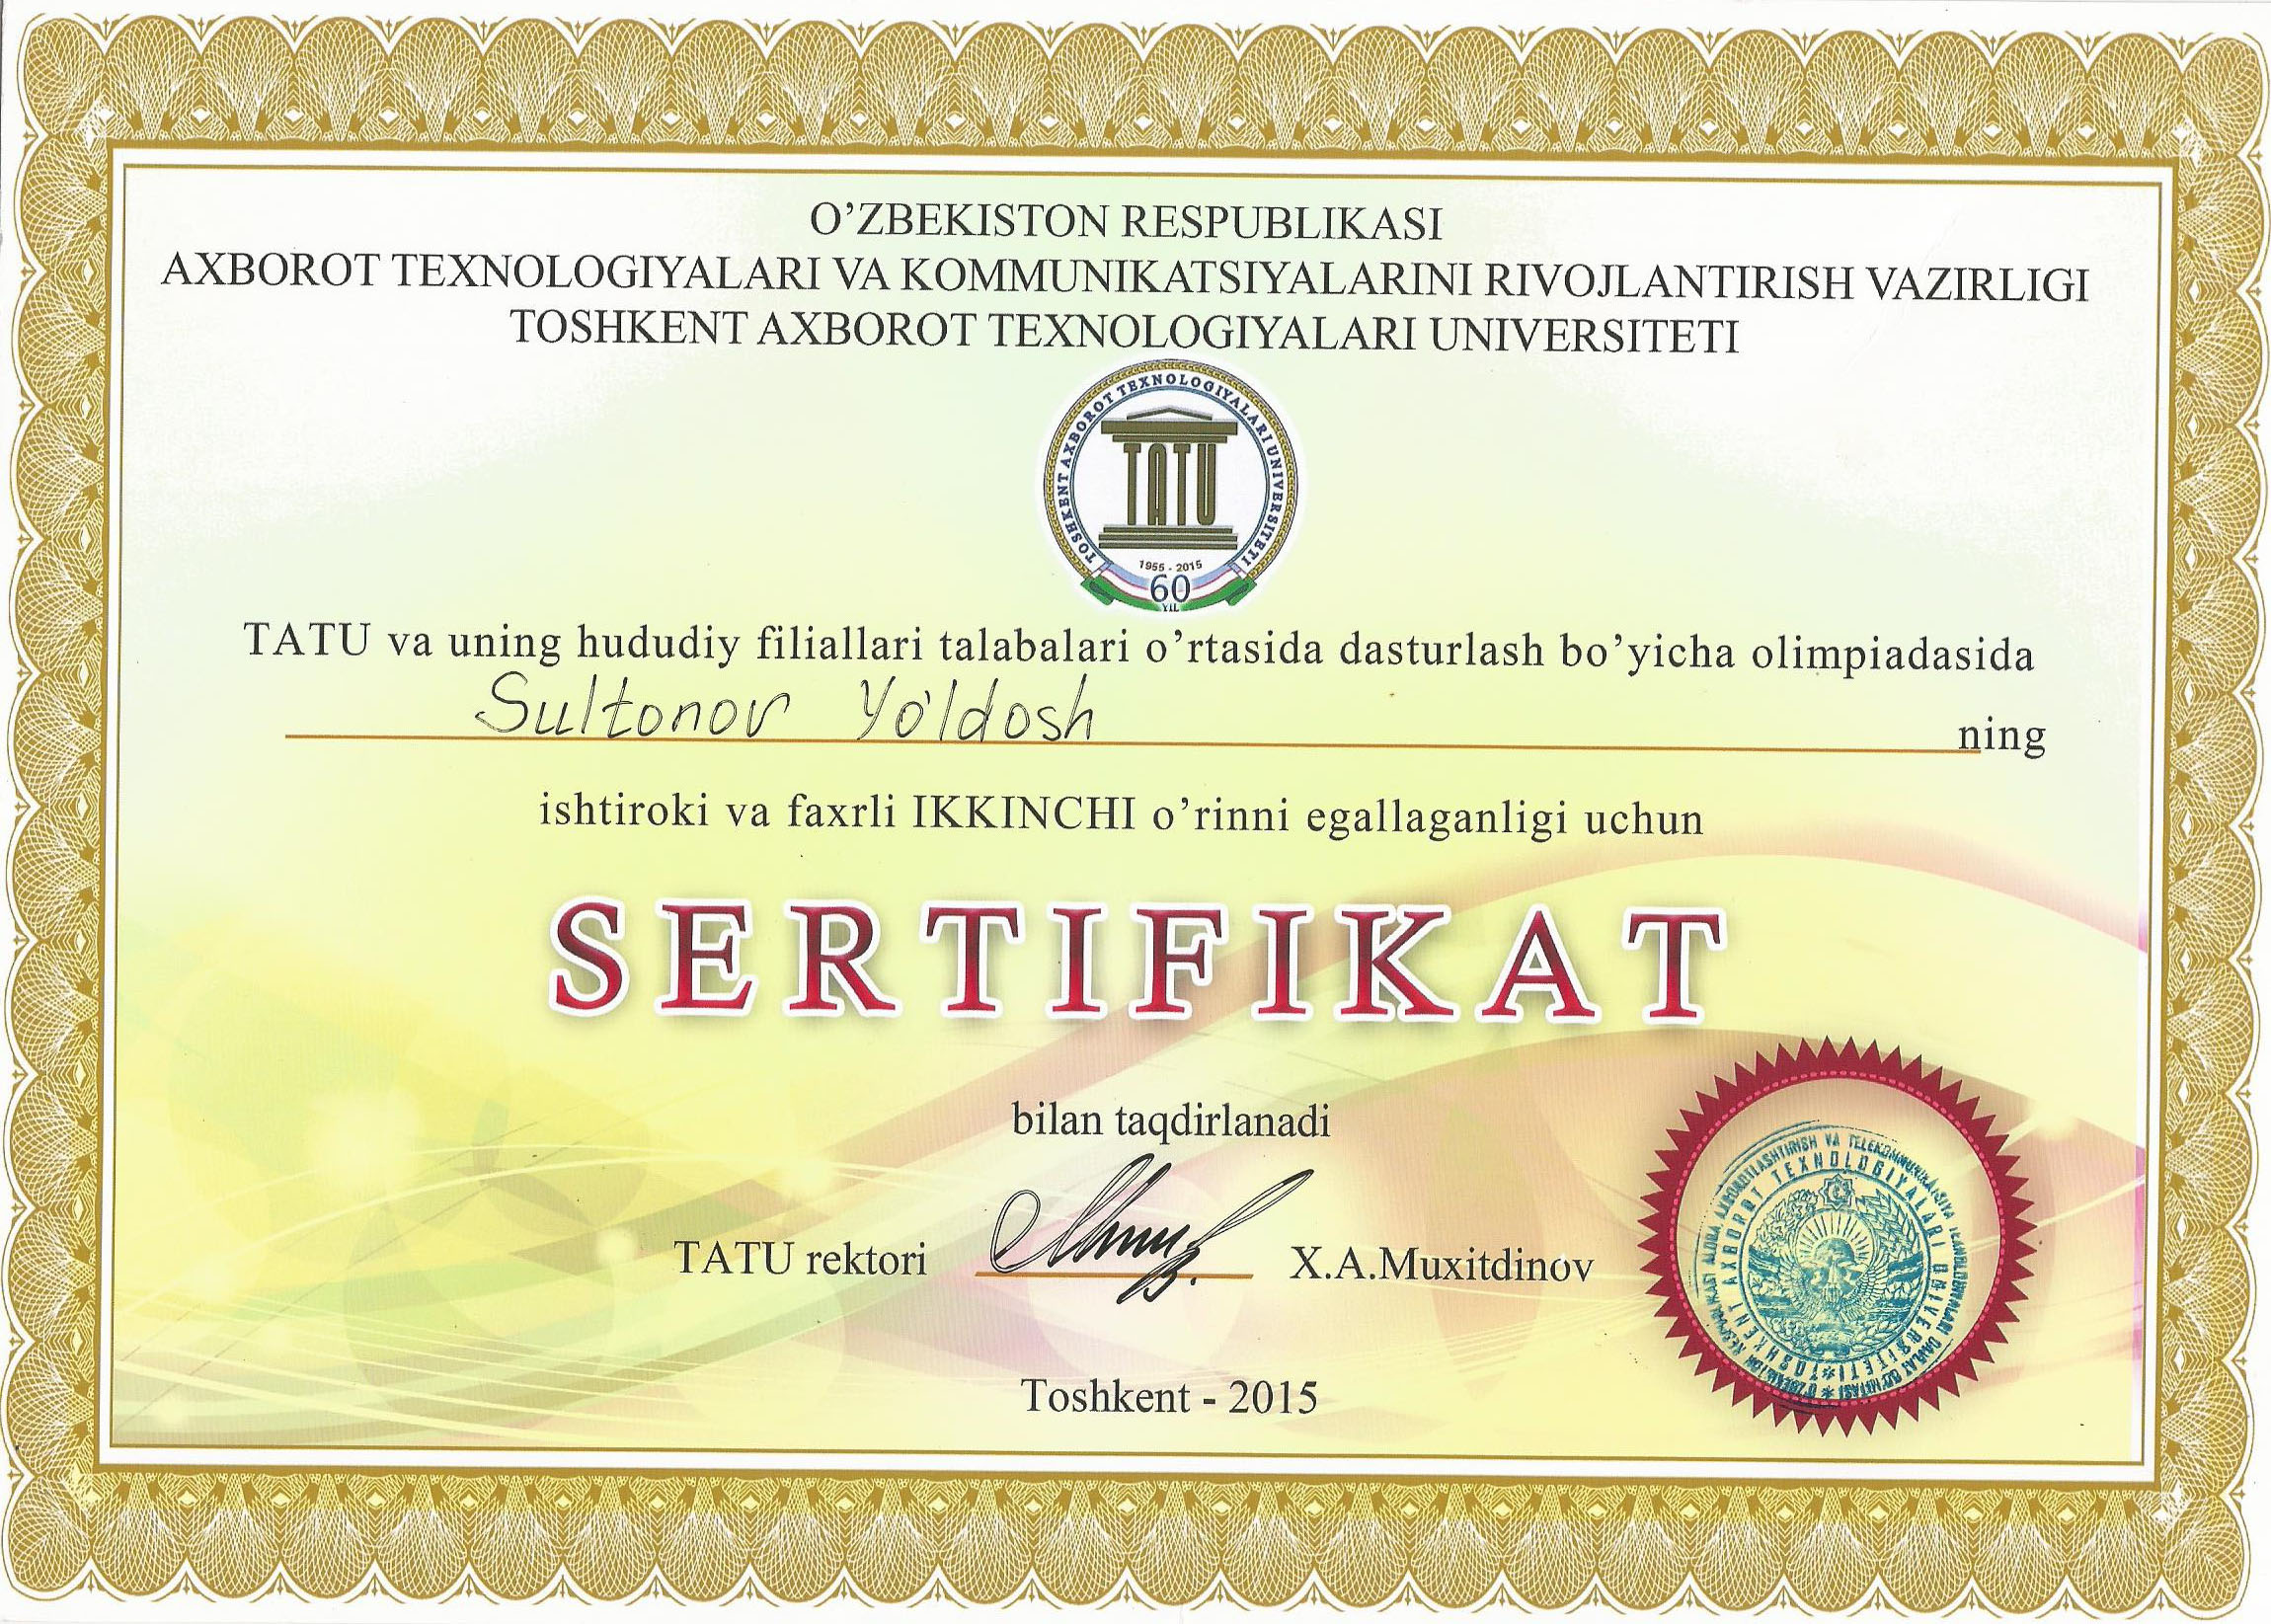 O’ZBEKISTON RESPUBLIKASI
AXBOROT TEXNOLOGIYALARI VA KOMMUNIKATSIYALARINI RIVOJLANTIRISH VAZIRLIGI
TOSHKENT AXBOROT TEXNOLOGIYALARI UNIVERSITETI
TOSHKENT AXBOROT TEXNOLOGIYALARI UNIVERSITETI
TATU
1955 - 2015
60
YIL
TATU va uning hududiy filiallari talabalari o’rtasida dasturlash bo’yicha olimpiadasida
Sultonov Yo'ldosh ning
ishtiroki va faxrli IKKINCHI o’rinni egallaganligi uchun
SERTIFIKAT
bilan taqdirlanadi
TATU rektori X.A.Muxitdinov
Toshkent - 2015
TOSHKENT AXBOROT TEXNOLOGIYALARI UNIVERSITETI